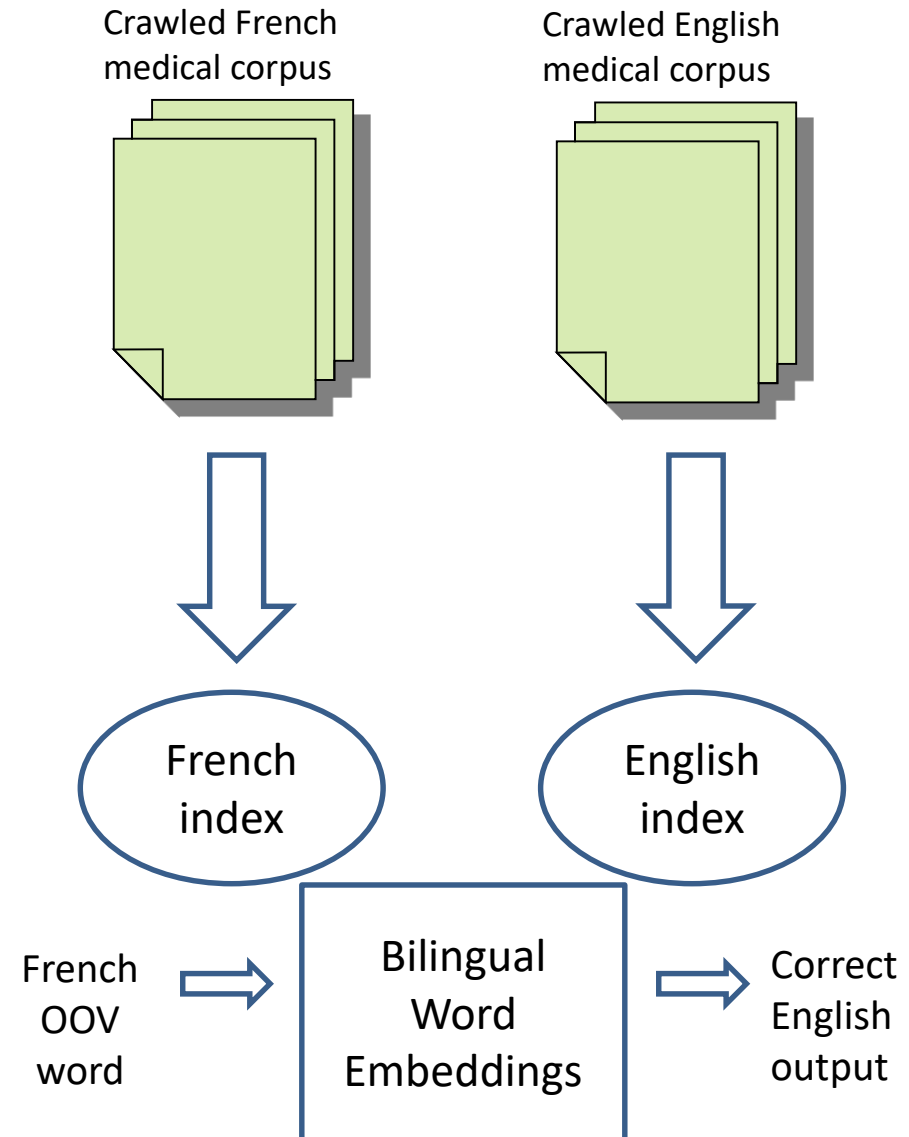 Crawled French
medical corpus
Crawled English
medical corpus
French
index
English
index
French
OOV
word
Bilingual
Word
Embeddings
Correct
English
output